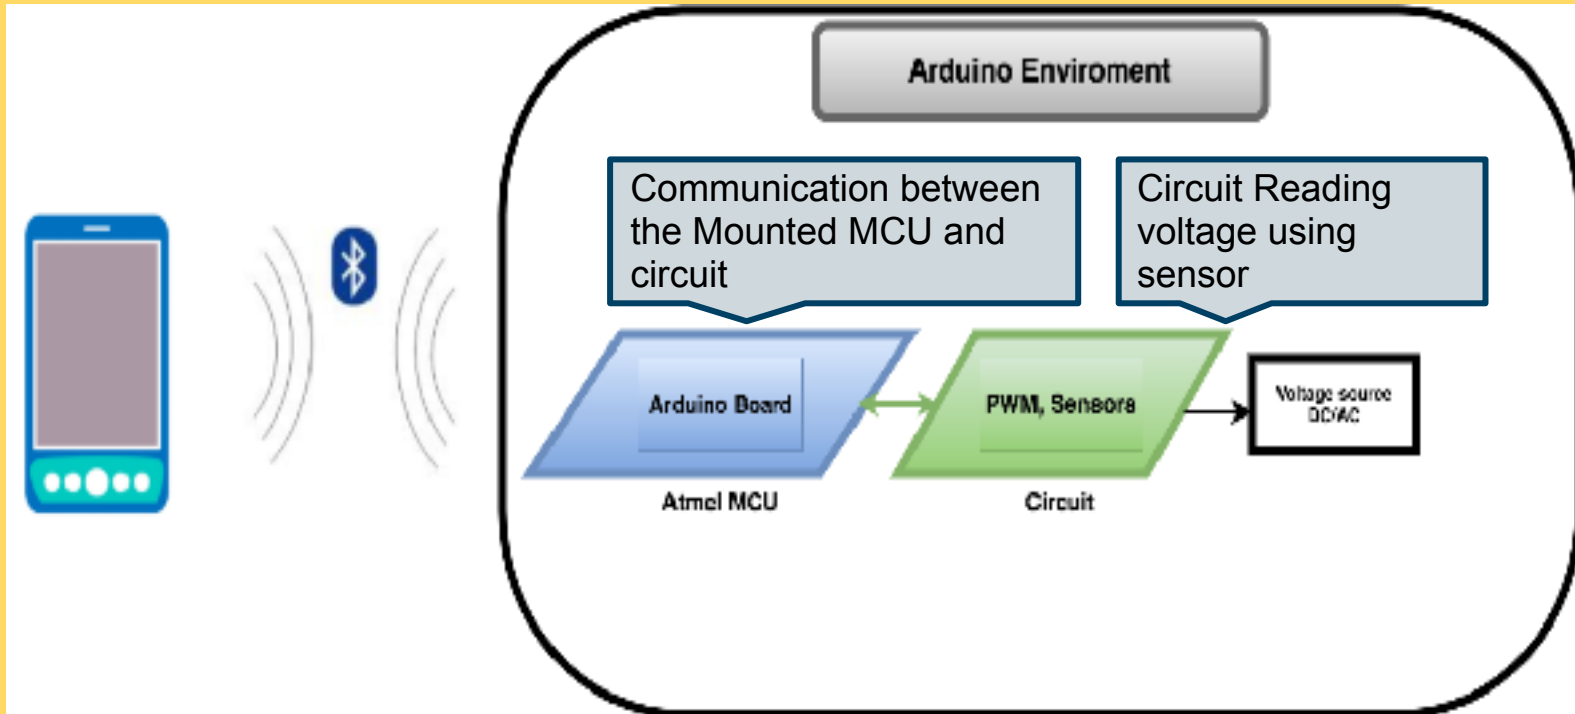 Arduino Enviroment
Communication between
the Mounted MCU and
circuit
Circuit Reading
voltage using
sensor
Arduino Board
PWM, Sensors
Voltage source
DC/AC
Atmel MCU
Circuit